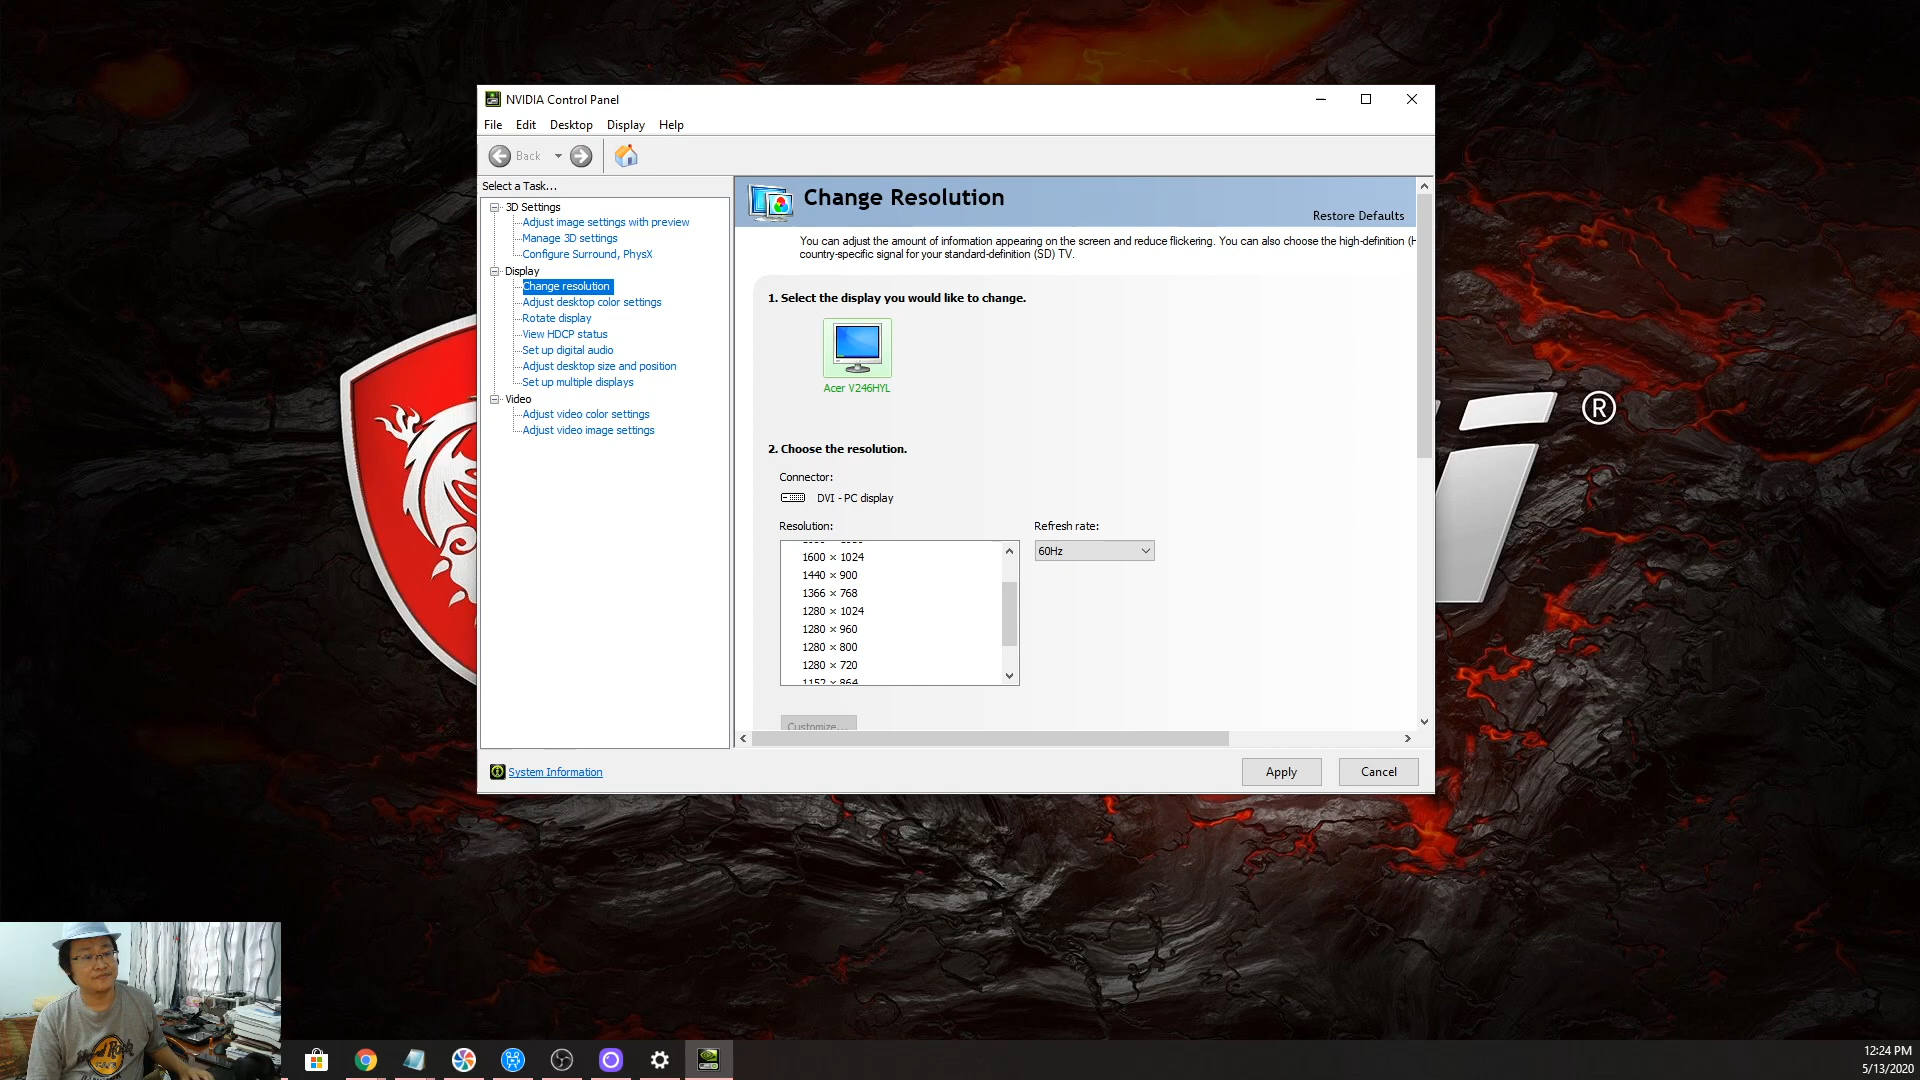 NVIDIA Control Panel
File Edit Desktop Display Help
Back
Select a Task...
3D Settings
Adjust image settings with preview
Manage 3D settings
Configure Surround, PhysX
Display
Change resolution
Adjust desktop color settings
Rotate display
View HDCP status
Set up digital audio
Adjust desktop size and position
Set up multiple displays
Video
Adjust video color settings
Adjust video image settings
Change Resolution
Restore Defaults
You can adjust the amount of information appearing on the screen and reduce flickering. You can also choose the high-definition (H
country-specific signal for your standard-definition (SD) TV.
1. Select the display you would like to change.
Acer V246HYL
2. Choose the resolution.
Connector:
DVI - PC display
Resolution:
Refresh rate:
60Hz
1600 × 1024
1440 × 900
1366 × 768
1280 × 1024
1280 × 960
1280 × 800
1280 × 720
1152 × 864
Customize...
System Information
Apply
Cancel
®
Hard Rock
CAFE
12:24 PM
5/13/2020